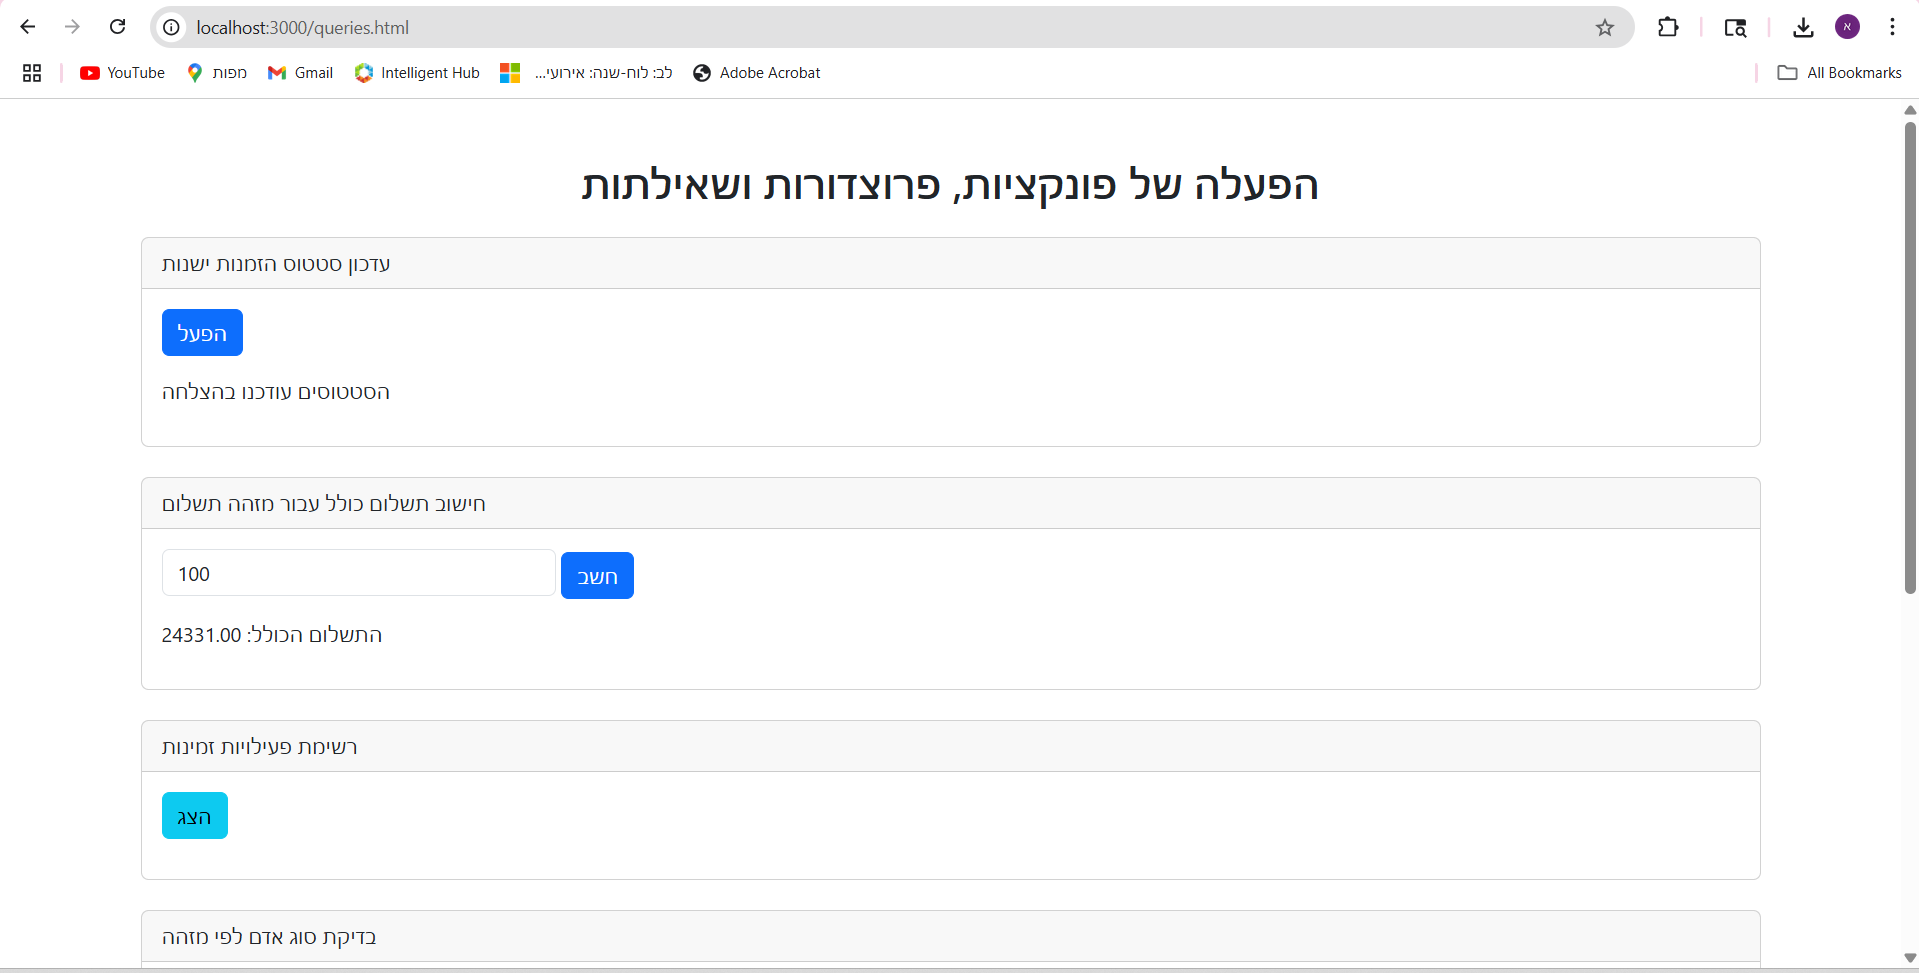 localhost:3000/queries.html
א
YouTube
מפות
Gmail
Intelligent Hub
לב: לוח-שנה: אירועי...
Adobe Acrobat
All Bookmarks
הפעלה של פונקציות, פרוצדורות ושאילתות
עדכון סטטוס הזמנות ישנות
הפעל
הסטטוסים עודכנו בהצלחה
חישוב תשלום כולל עבור מזהה תשלום
100
חשב
התשלום הכולל: 24331.00
רשימת פעילויות זמינות
הצג
בדיקת סוג אדם לפי מזהה